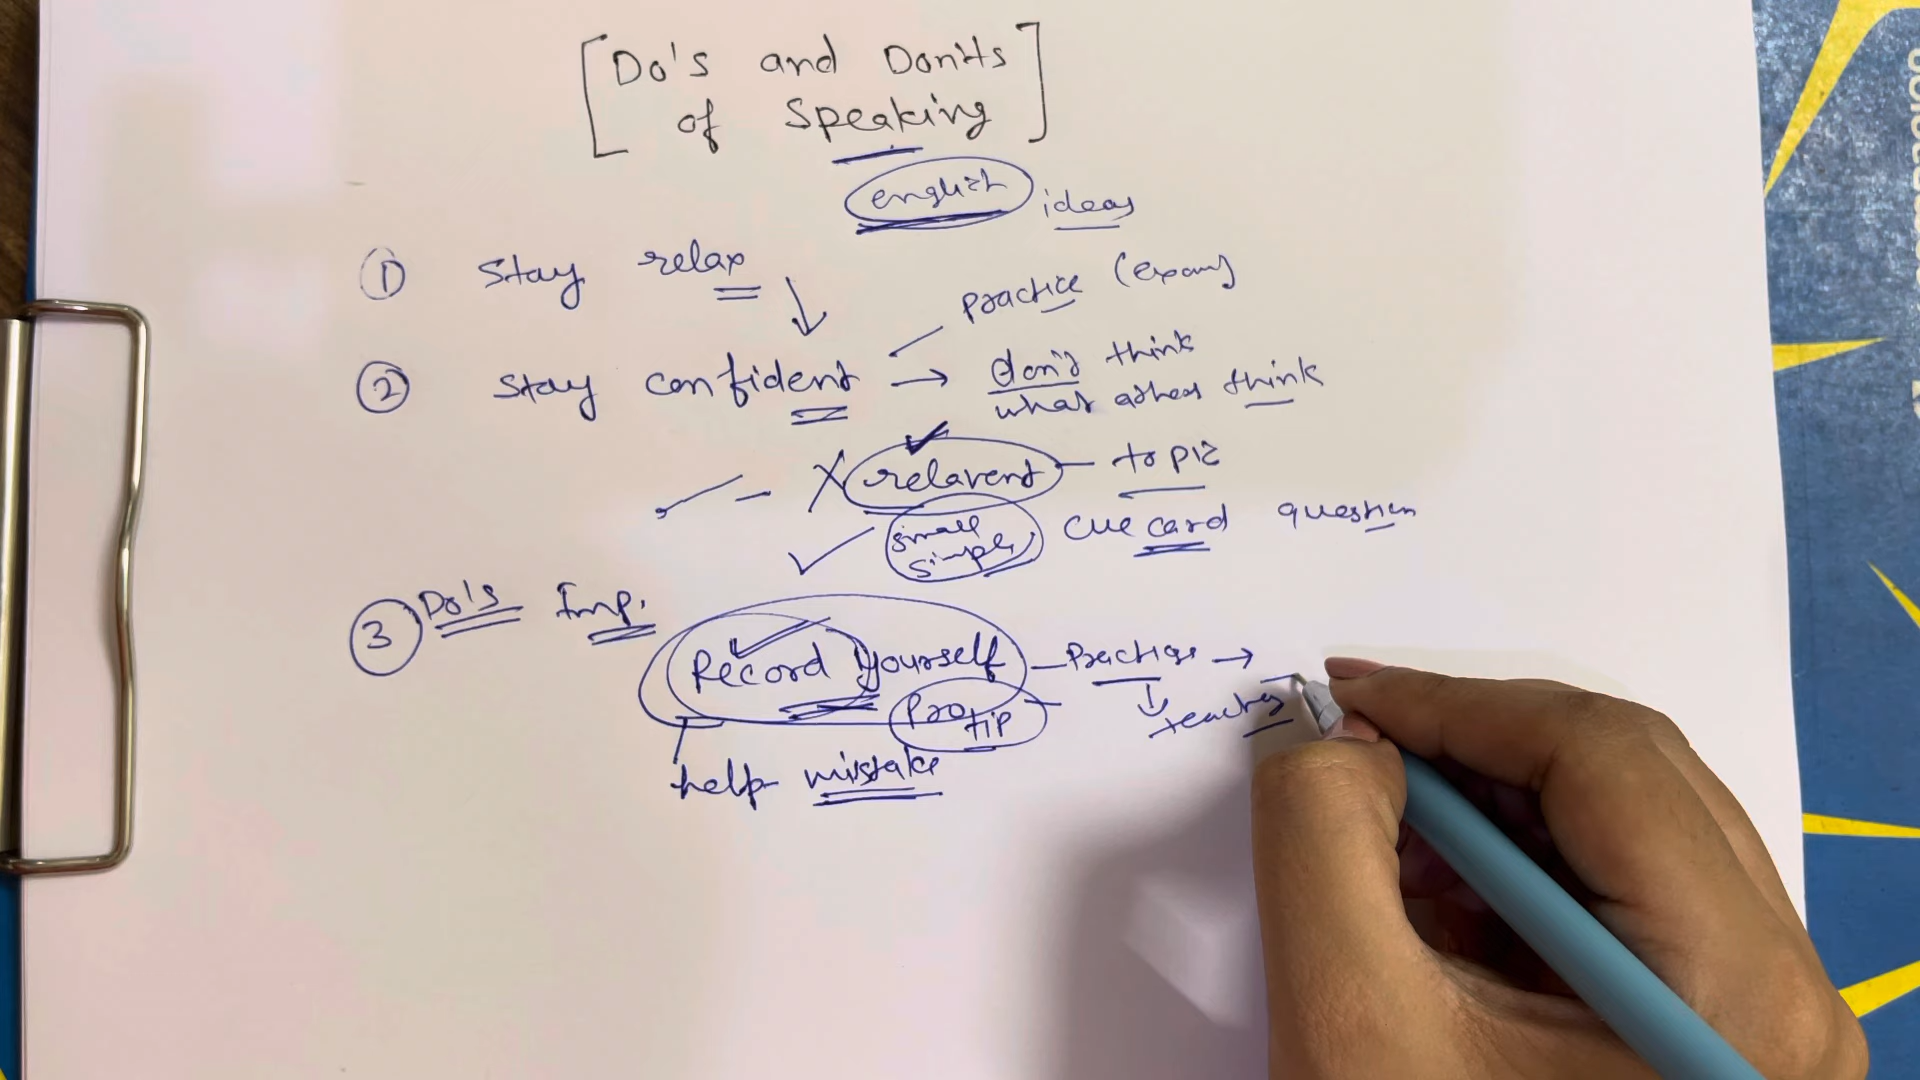 [Do's and Don'ts
of Speaking]
english ideas
① Stay relax
practice (exam)
② Stay confident → don't think
what others think
X relavent - topic
small
simple
cue card question
③ Do's Imp.
Record yourself - Practise →
Pro
tip
teacher
help mistake